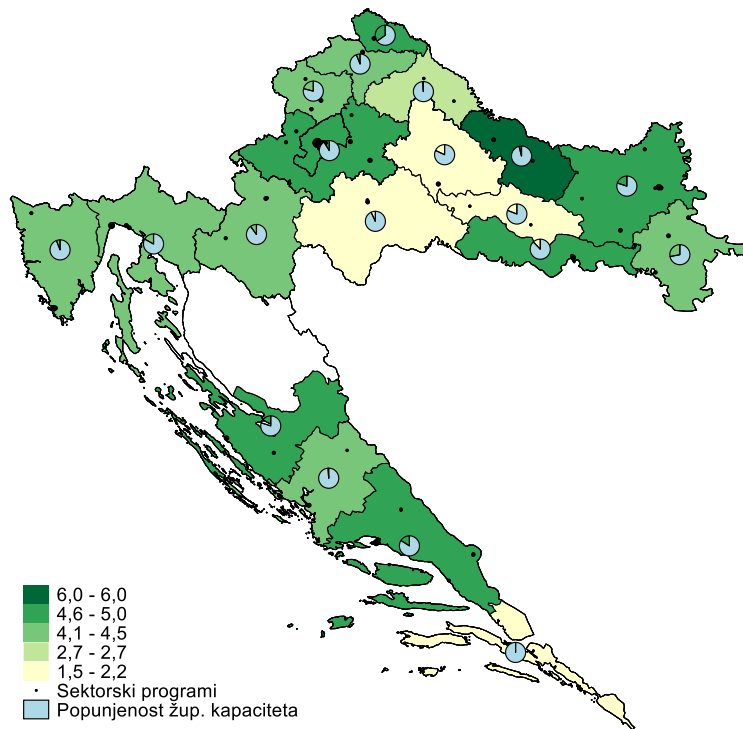 6,0 - 6,0
4,6 - 5,0
4,1 - 4,5
2,7 - 2,7
1,5 - 2,2
Sektorski programi
Popunjenost žup. kapaciteta